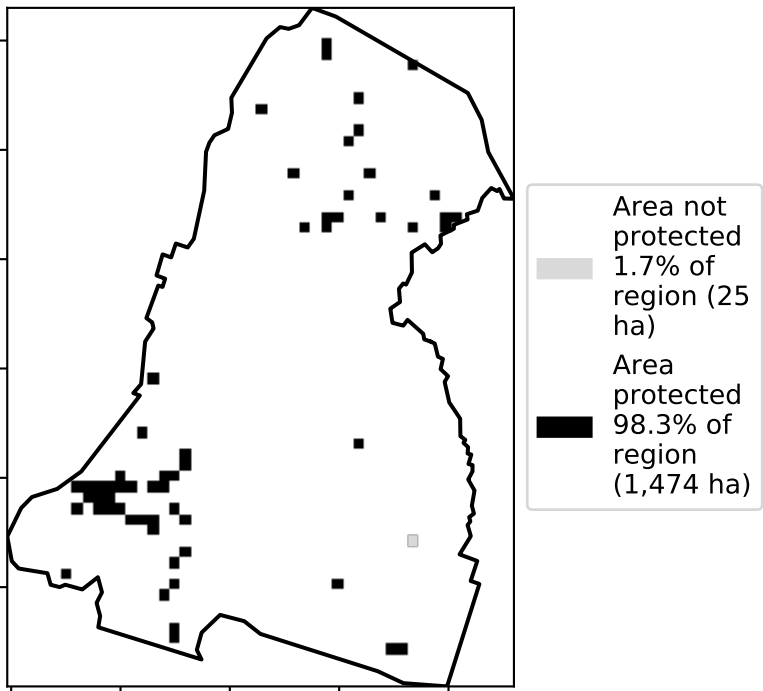 Area not
protected
1.7% of
region (25
ha)
Area
protected
98.3% of
region
(1,474 ha)